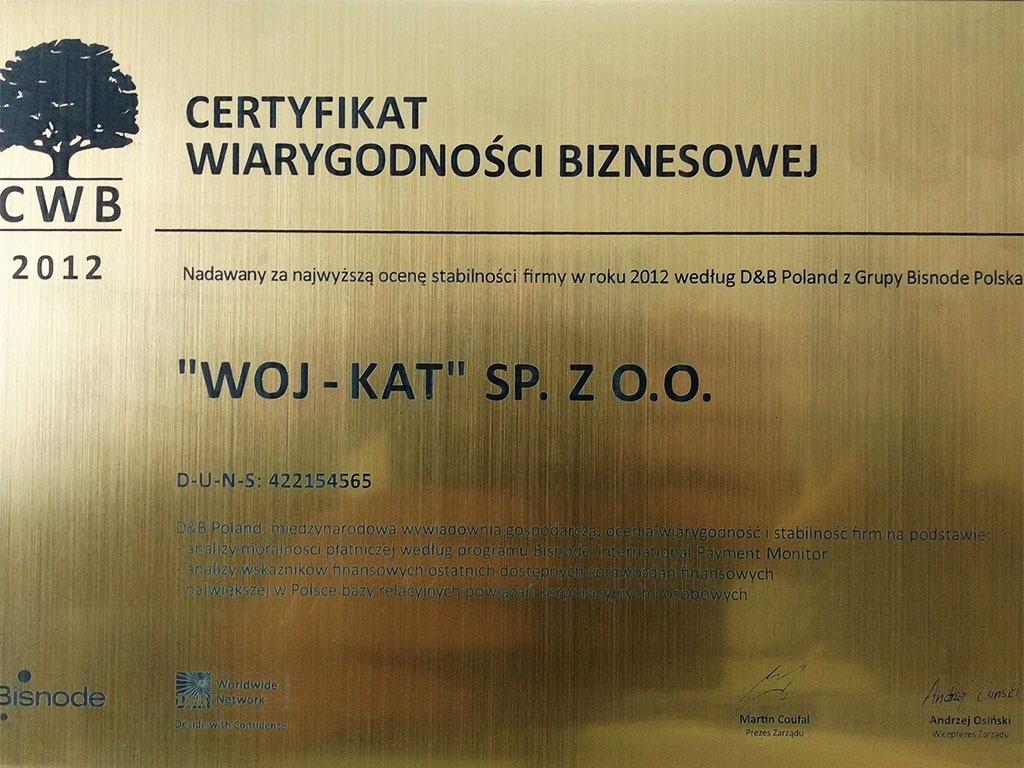 CERTYFIKAT
WIARYGODNOŚCI BIZNESOWEJ
CWB
2012
Nadawany za najwyższą ocenę stabilności firmy w roku 2012 według D&B Poland z Grupy Bisnode Polska
"WOJ - KAT" SP. Z O.O.
D-U-N-S: 422154565
D&B Poland, międzynarodowa wywiadownia gospodarcza, ocenia wiarygodność i stabilność firm na podstawie:
- analizy moralności płatniczej według programu Bisnode International Payment Monitor
- analizy wskaźników finansowych ostatnich dostępnych sprawozdań finansowych
- największej w Polsce bazy relacyjnych powiązań korporacyjnych i osobowych
Bisnode
Worldwide
Network
Decide with Confidence
Martin Coufal
Prezes Zarządu
Andrzej Osiński
Andrzej Osiński
Wiceprezes Zarządu